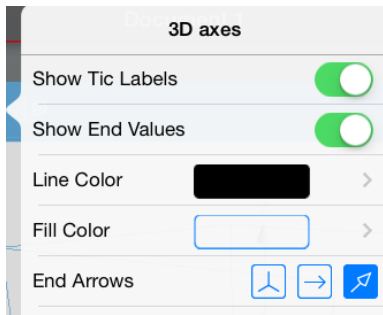 3D axes
Show Tic Labels
Show End Values
Line Color
Fill Color
End Arrows